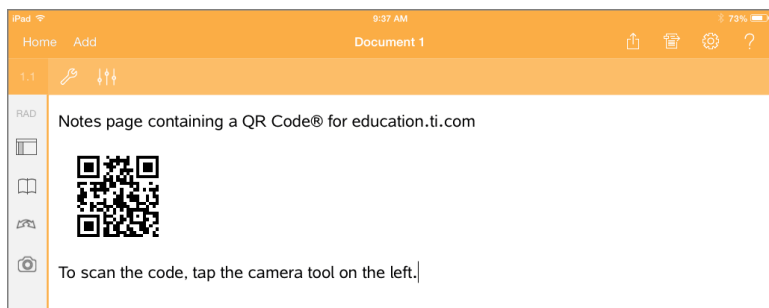 iPad 9:37 AM 73%
Home Add Document 1 ?
1.1
RAD
Notes page containing a QR Code® for education.ti.com
To scan the code, tap the camera tool on the left.